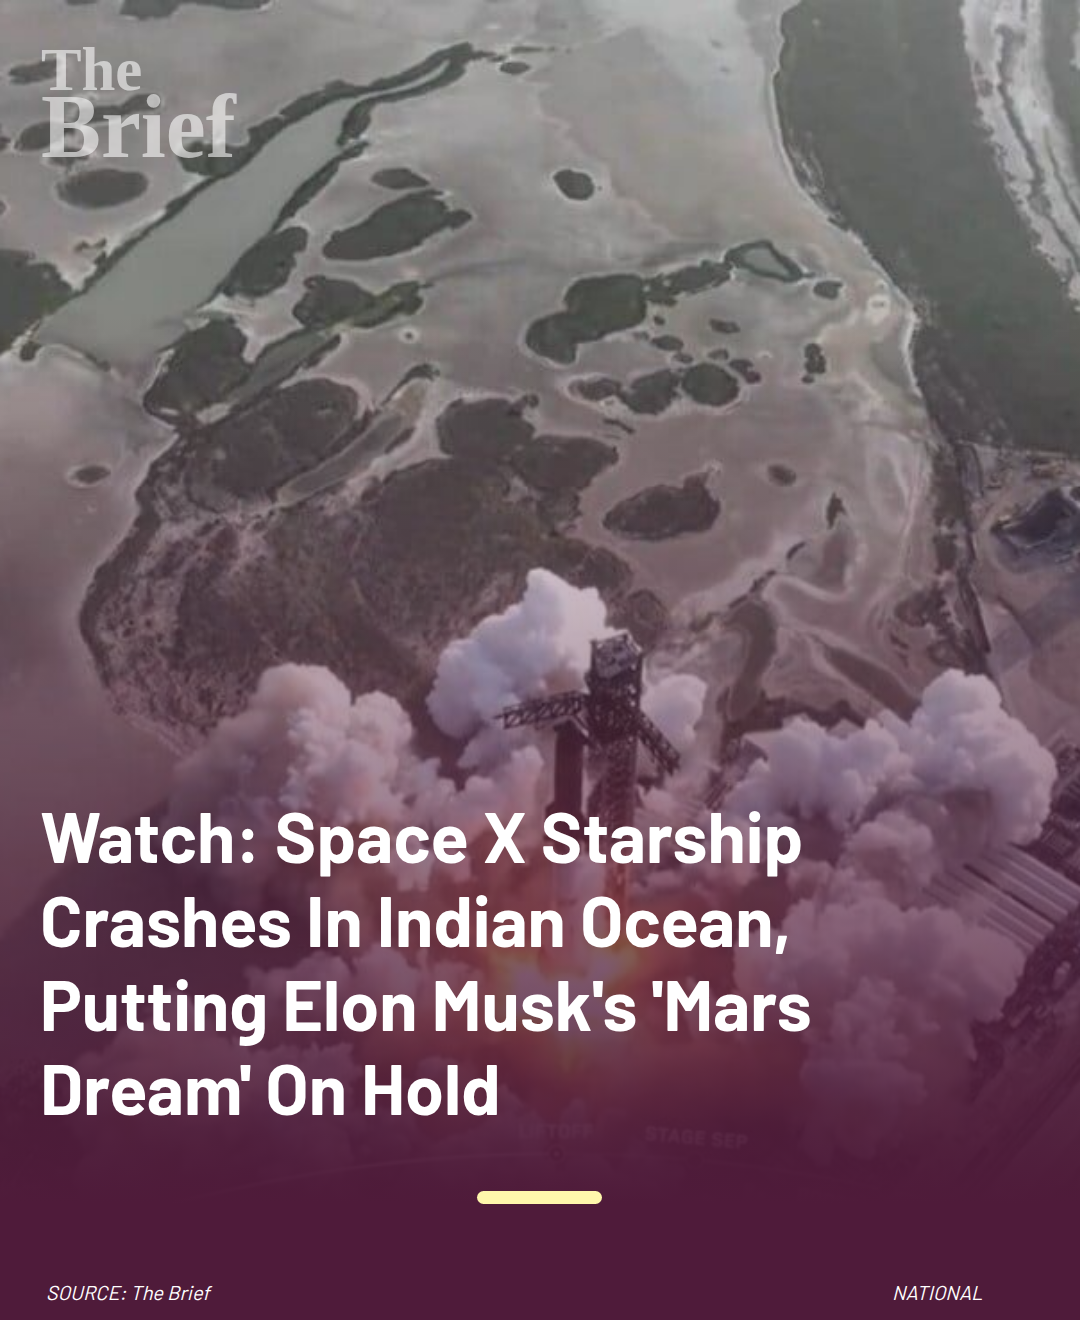 The
Brief
Watch: Space X Starship
Crashes In Indian Ocean,
Putting Elon Musk's 'Mars
Dream' On Hold
LIFTOFF STAGE SEP
SOURCE: The Brief NATIONAL